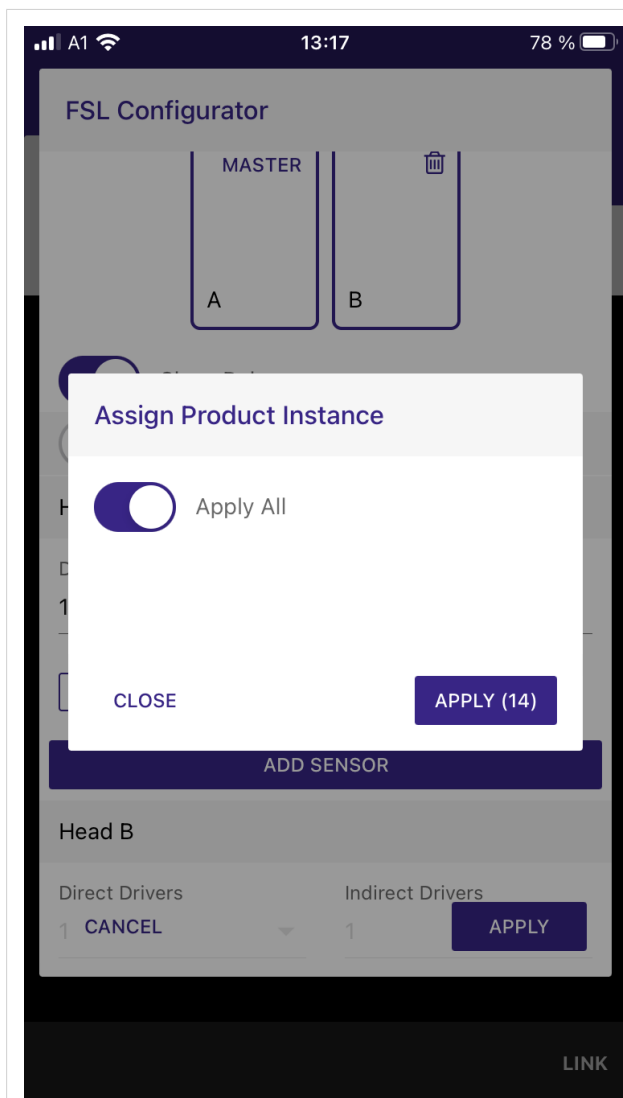 A1 13:17 78 %
FSL Configurator
MASTER
A B
Assign Product Instance
Apply All
1
CLOSE APPLY (14)
ADD SENSOR
Head B
Direct Drivers Indirect Drivers
1 CANCEL 1 APPLY
LINK